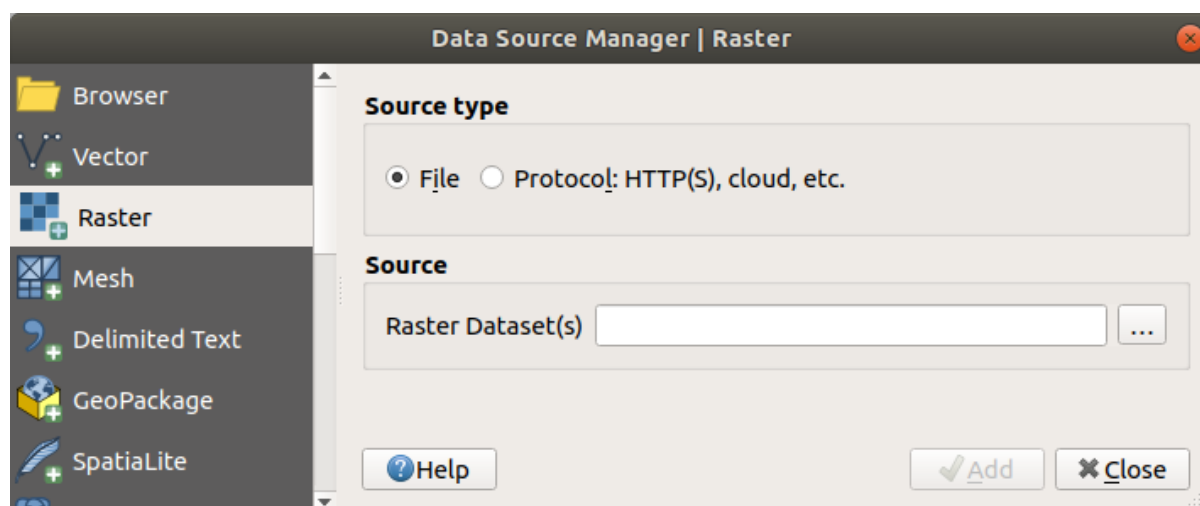 Data Source Manager | Raster
Browser
Vector
Raster
Mesh
Delimited Text
GeoPackage
SpatiaLite
Source type
File
Protocol: HTTP(S), cloud, etc.
Source
Raster Dataset(s)
...
Help
Add
Close